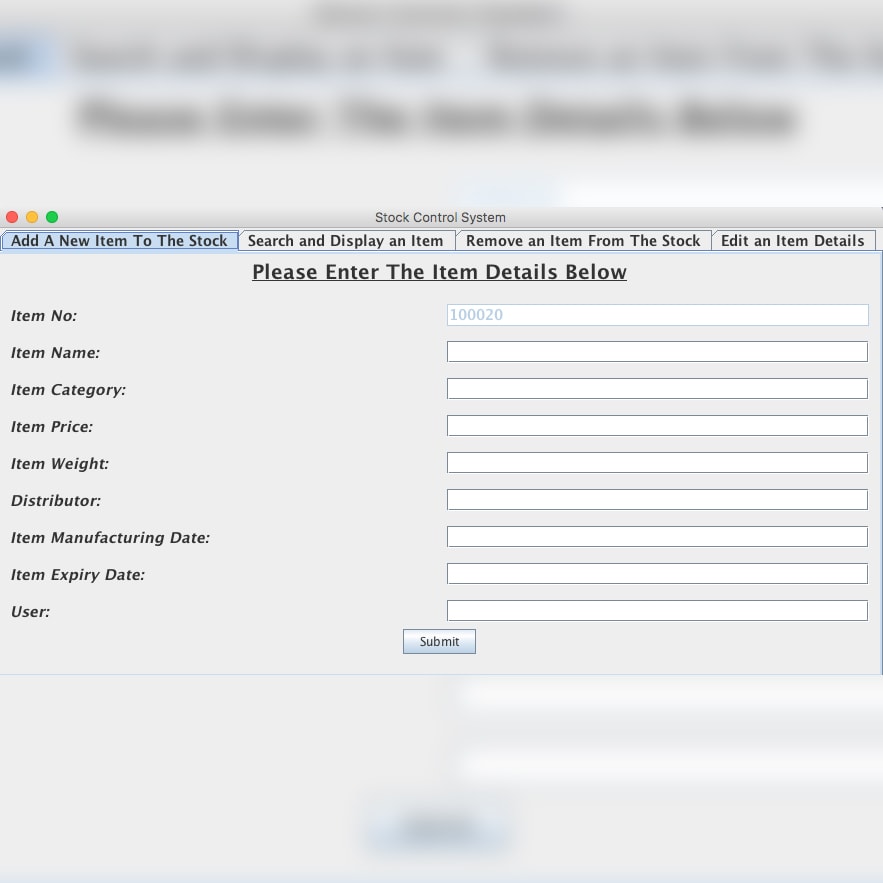 Stock Control System
Add A New Item To The Stock Search and Display an Item Remove an Item From The Stock Edit an Item Details
Please Enter The Item Details Below
Item No: 100020
Item Name:
Item Category:
Item Price:
Item Weight:
Distributor:
Item Manufacturing Date:
Item Expiry Date:
User:
Submit